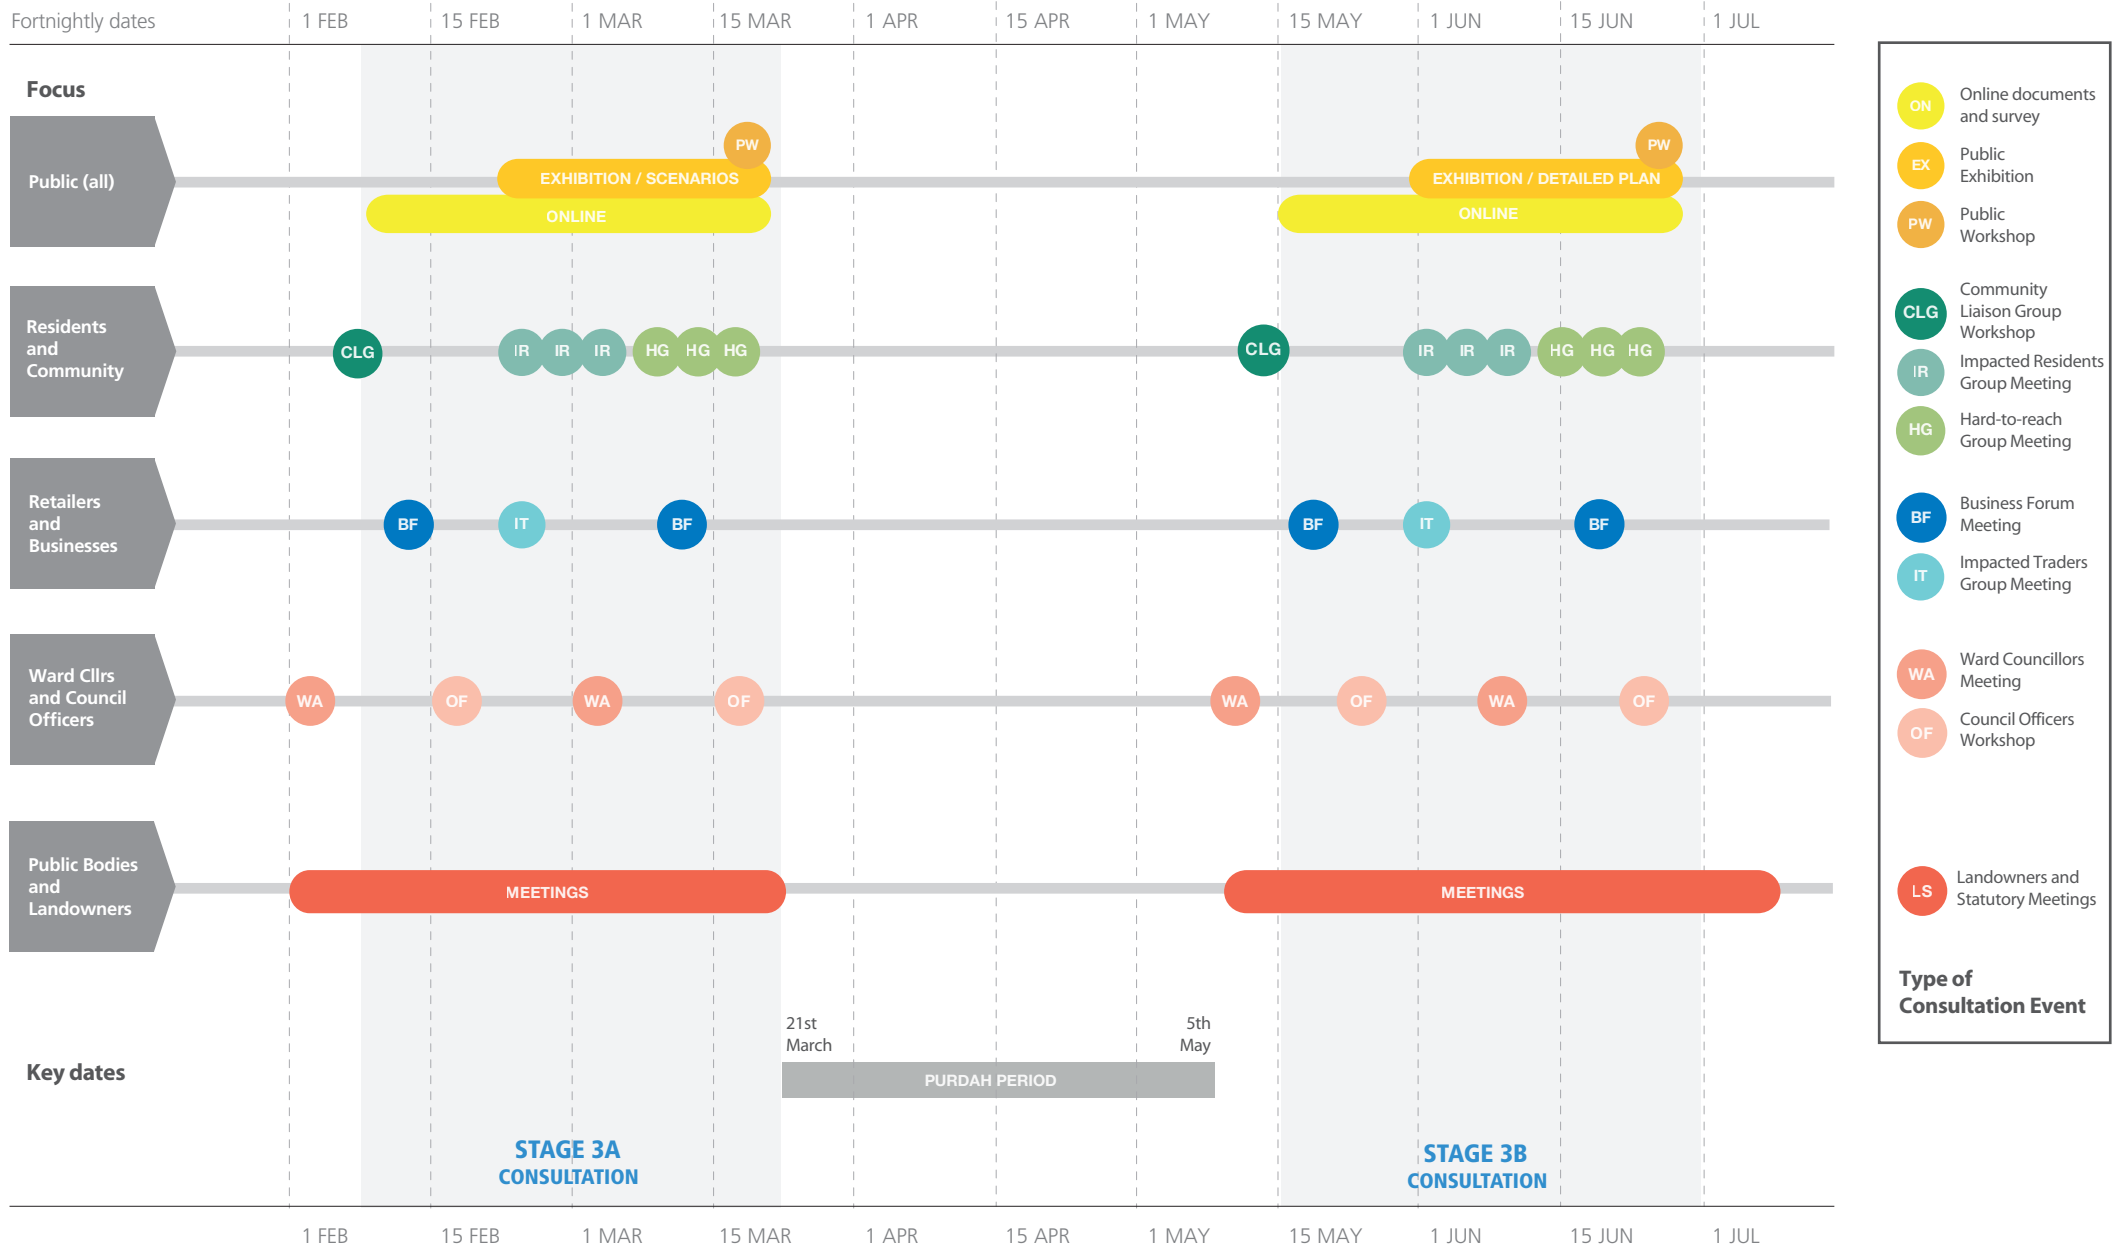 Fortnightly dates
1 FEB
15 FEB
1 MAR
15 MAR
1 APR
15 APR
1 MAY
15 MAY
1 JUN
15 JUN
1 JUL
Focus
Public (all)
PW
EXHIBITION / SCENARIOS
ONLINE
PW
EXHIBITION / DETAILED PLAN
ONLINE
Residents
and
Community
CLG
IR
IR
IR
HG
HG
HG
CLG
IR
IR
IR
HG
HG
HG
Retailers
and
Businesses
BF
IT
BF
BF
IT
BF
Ward Cllrs
and Council
Officers
WA
OF
WA
OF
WA
OF
WA
OF
Public Bodies
and
Landowners
MEETINGS
MEETINGS
Key dates
21st
March
5th
May
PURDAH PERIOD
STAGE 3A
CONSULTATION
STAGE 3B
CONSULTATION
1 FEB
15 FEB
1 MAR
15 MAR
1 APR
15 APR
1 MAY
15 MAY
1 JUN
15 JUN
1 JUL
ON
Online documents
and survey
EX
Public
Exhibition
PW
Public
Workshop
CLG
Community
Liaison Group
Workshop
IR
Impacted Residents
Group Meeting
HG
Hard-to-reach
Group Meeting
BF
Business Forum
Meeting
IT
Impacted Traders
Group Meeting
WA
Ward Councillors
Meeting
OF
Council Officers
Workshop
LS
Landowners and
Statutory Meetings
Type of
Consultation Event